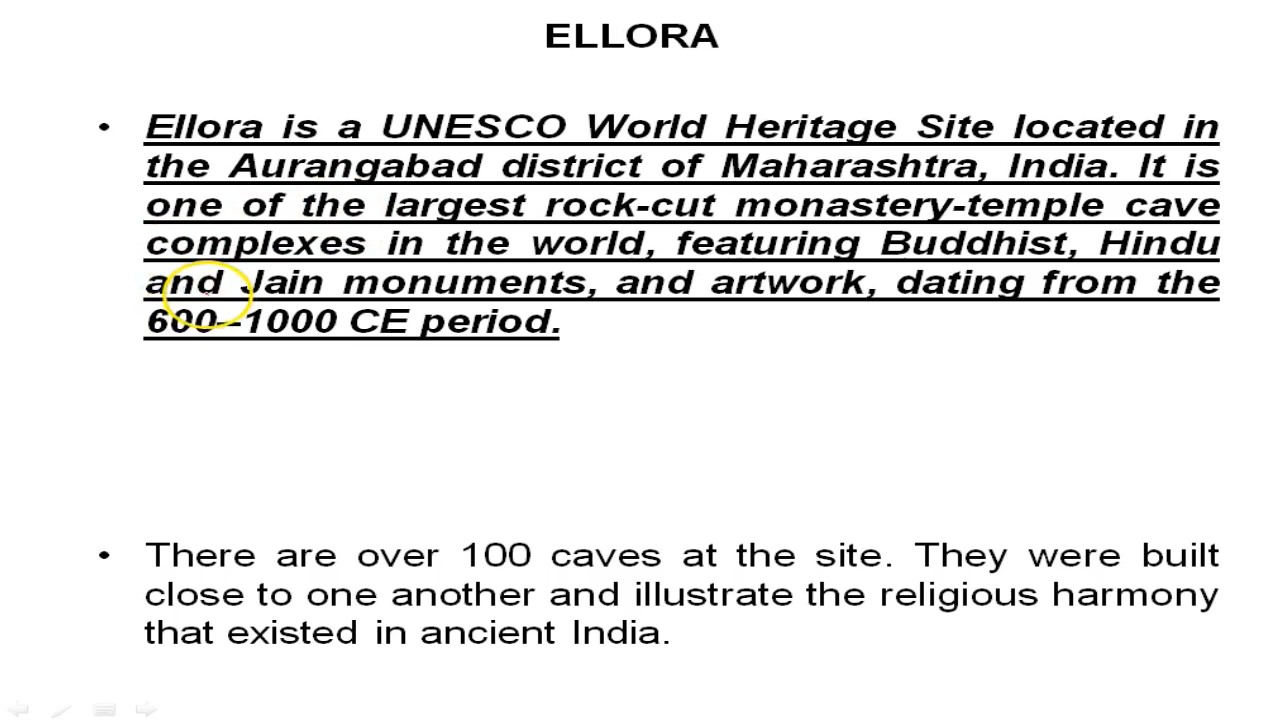 ELLORA
• Ellora is a UNESCO World Heritage Site located in
the Aurangabad district of Maharashtra, India. It is
one of the largest rock-cut monastery-temple cave
complexes in the world, featuring Buddhist, Hindu
and Jain monuments, and artwork, dating from the
600–1000 CE period.
• There are over 100 caves at the site. They were built
close to one another and illustrate the religious harmony
that existed in ancient India.